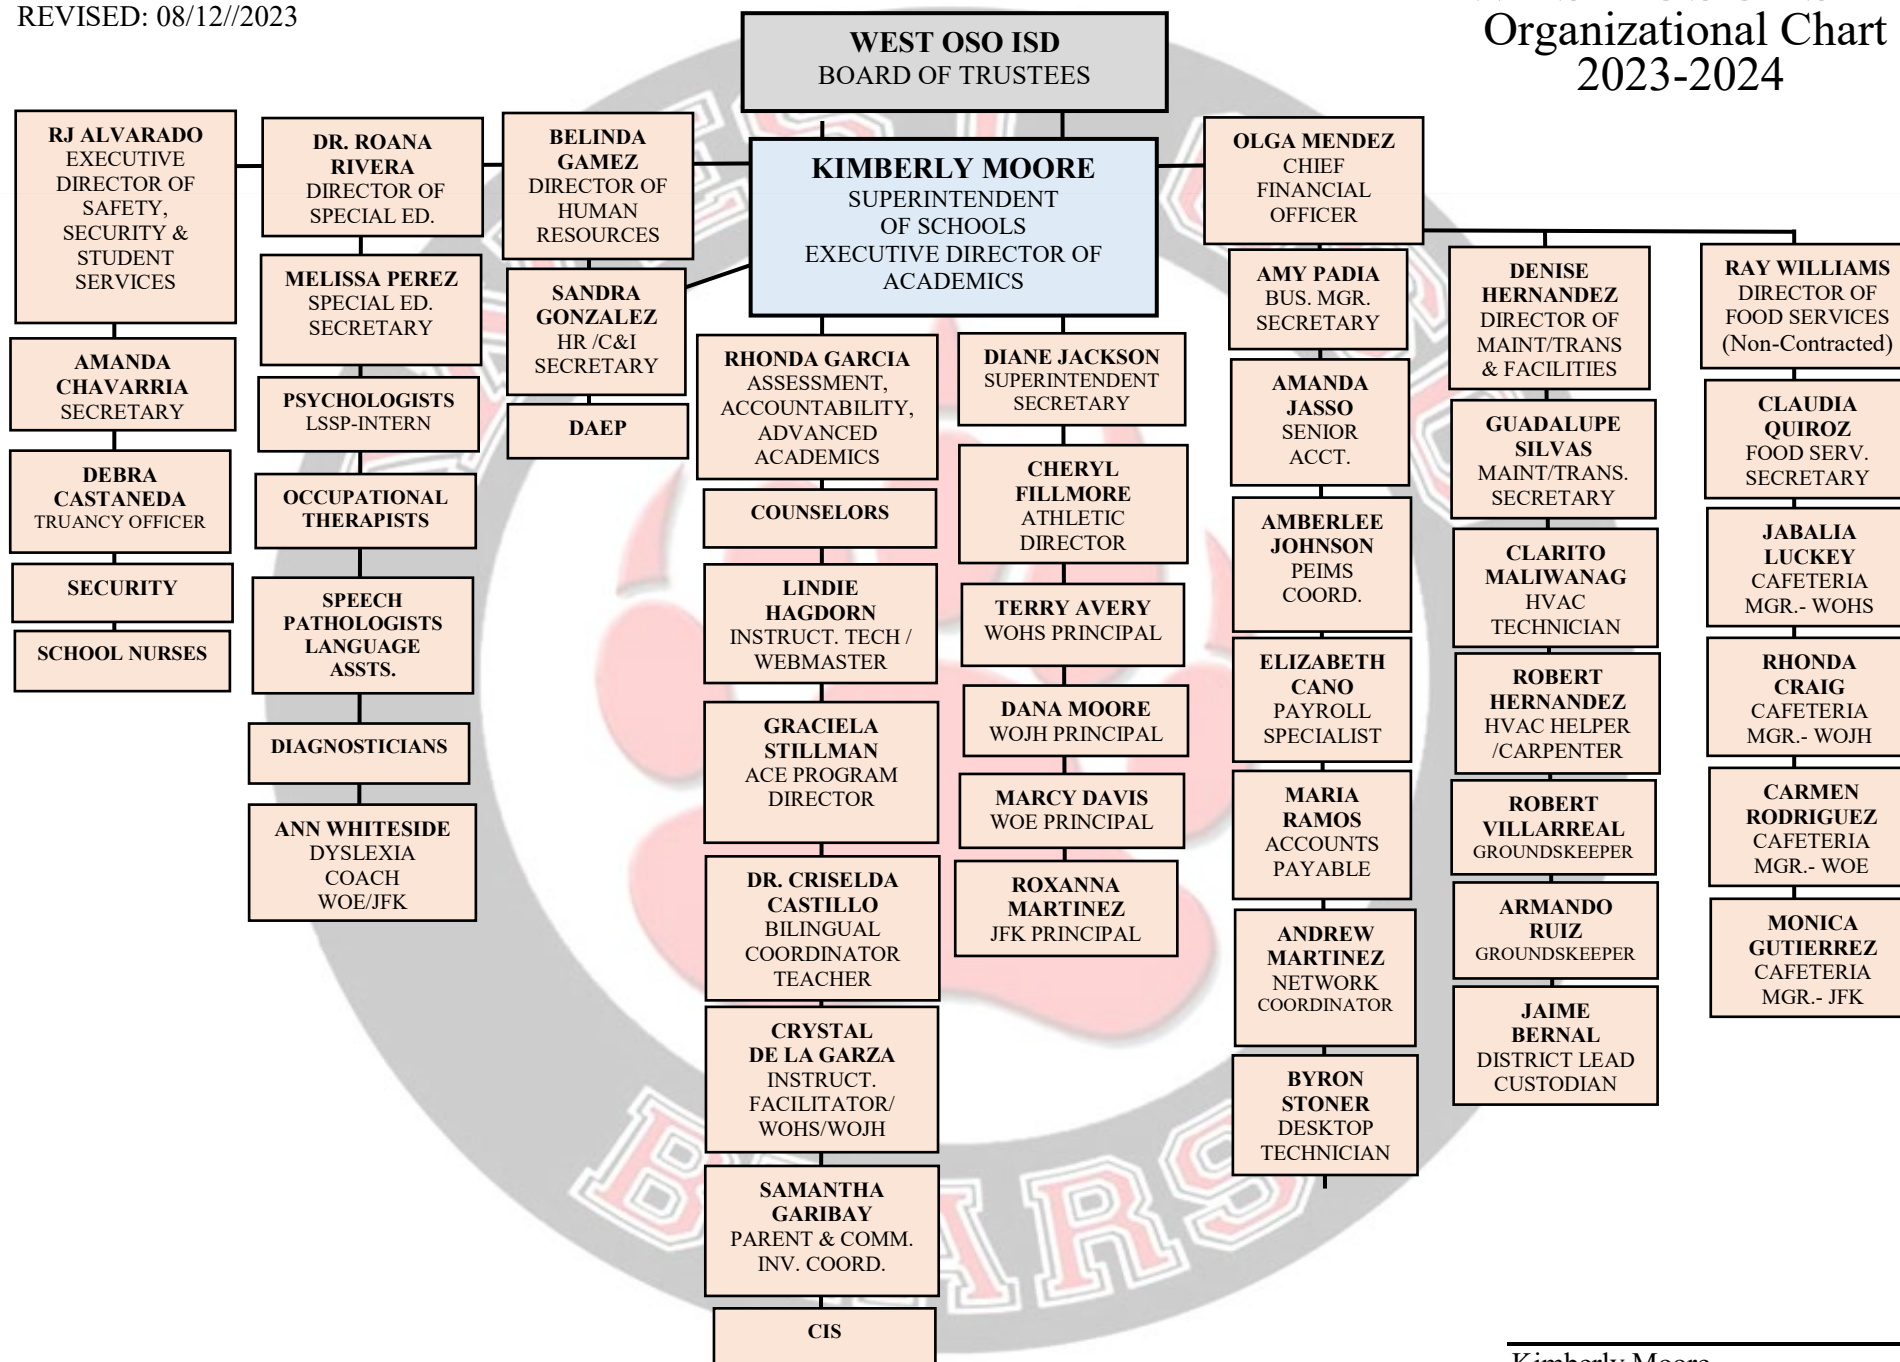 REVISED: 08/12//2023
Organizational Chart
2023-2024
WEST OSO ISD
BOARD OF TRUSTEES
KIMBERLY MOORE
SUPERINTENDENT
OF SCHOOLS
EXECUTIVE DIRECTOR OF
ACADEMICS
RJ ALVARADO
EXECUTIVE
DIRECTOR OF
SAFETY,
SECURITY &
STUDENT
SERVICES
AMANDA
CHAVARRIA
SECRETARY
DEBRA
CASTANEDA
TRUANCY OFFICER
SECURITY
SCHOOL NURSES
DR. ROANA
RIVERA
DIRECTOR OF
SPECIAL ED.
MELISSA PEREZ
SPECIAL ED.
SECRETARY
PSYCHOLOGISTS
LSSP-INTERN
OCCUPATIONAL
THERAPISTS
SPEECH
PATHOLOGISTS
LANGUAGE
ASSTS.
DIAGNOSTICIANS
ANN WHITESIDE
DYSLEXIA
COACH
WOE/JFK
BELINDA
GAMEZ
DIRECTOR OF
HUMAN
RESOURCES
SANDRA
GONZALEZ
HR /C&I
SECRETARY
DAEP
RHONDA GARCIA
ASSESSMENT,
ACCOUNTABILITY,
ADVANCED
ACADEMICS
COUNSELORS
LINDIE
HAGDORN
INSTRUCT. TECH /
WEBMASTER
GRACIELA
STILLMAN
ACE PROGRAM
DIRECTOR
DR. CRISELDA
CASTILLO
BILINGUAL
COORDINATOR
TEACHER
CRYSTAL
DE LA GARZA
INSTRUCT.
FACILITATOR/
WOHS/WOJH
SAMANTHA
GARIBAY
PARENT & COMM.
INV. COORD.
CIS
DIANE JACKSON
SUPERINTENDENT
SECRETARY
CHERYL
FILLMORE
ATHLETIC
DIRECTOR
TERRY AVERY
WOHS PRINCIPAL
DANA MOORE
WOJH PRINCIPAL
MARCY DAVIS
WOE PRINCIPAL
ROXANNA
MARTINEZ
JFK PRINCIPAL
OLGA MENDEZ
CHIEF
FINANCIAL
OFFICER
AMY PADIA
BUS. MGR.
SECRETARY
AMANDA
JASSO
SENIOR
ACCT.
AMBERLEE
JOHNSON
PEIMS
COORD.
ELIZABETH
CANO
PAYROLL
SPECIALIST
MARIA
RAMOS
ACCOUNTS
PAYABLE
ANDREW
MARTINEZ
NETWORK
COORDINATOR
BYRON
STONER
DESKTOP
TECHNICIAN
DENISE
HERNANDEZ
DIRECTOR OF
MAINT/TRANS
& FACILITIES
GUADALUPE
SILVAS
MAINT/TRANS.
SECRETARY
CLARITO
MALIWANAG
HVAC
TECHNICIAN
ROBERT
HERNANDEZ
HVAC HELPER
/CARPENTER
ROBERT
VILLARREAL
GROUNDSKEEPER
ARMANDO
RUIZ
GROUNDSKEEPER
JAIME
BERNAL
DISTRICT LEAD
CUSTODIAN
RAY WILLIAMS
DIRECTOR OF
FOOD SERVICES
(Non-Contracted)
CLAUDIA
QUIROZ
FOOD SERV.
SECRETARY
JABALIA
LUCKEY
CAFETERIA
MGR.- WOHS
RHONDA
CRAIG
CAFETERIA
MGR.- WOJH
CARMEN
RODRIGUEZ
CAFETERIA
MGR.- WOE
MONICA
GUTIERREZ
CAFETERIA
MGR.- JFK
Kimberly Moore